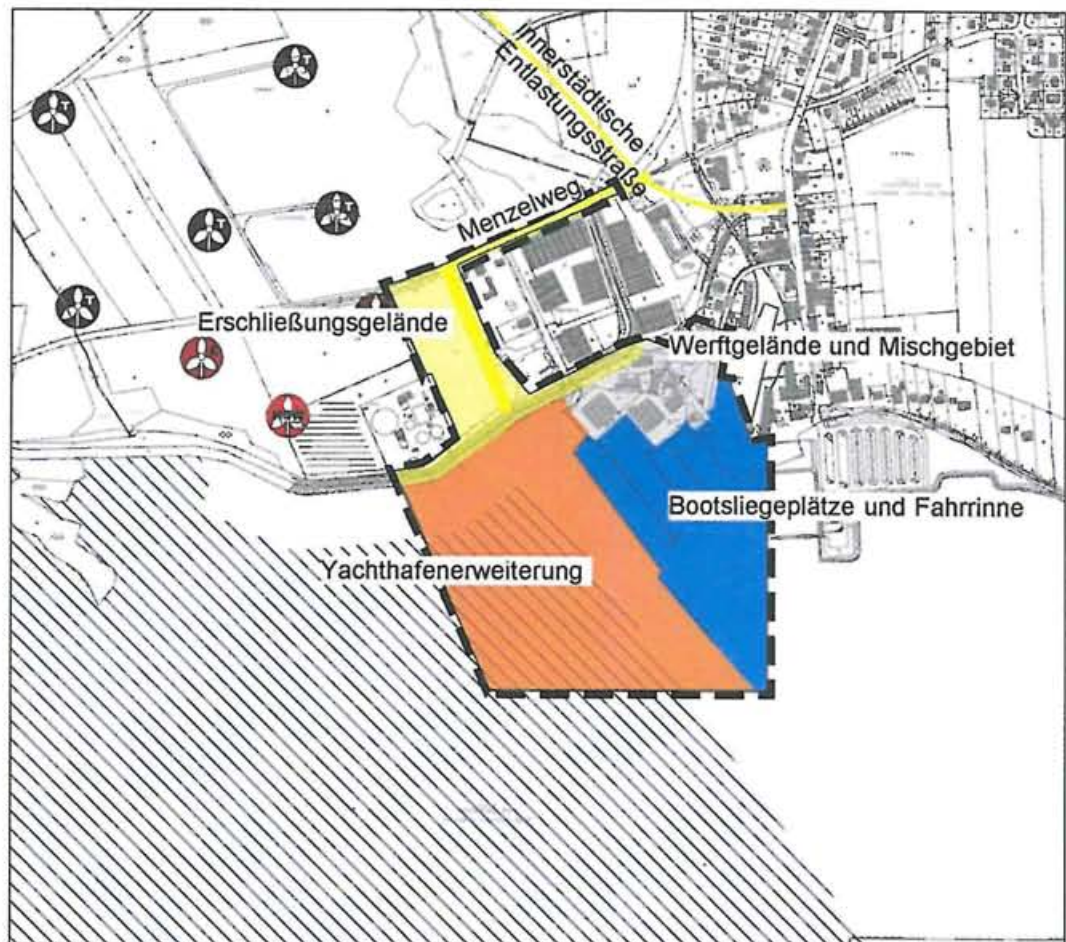 Innerstädtische
Entlastungsstraße
Menzelweg
Erschließungsgelände
Werftgelände und Mischgebiet
Bootsliegeplätze und Fahrrinne
Yachthafenerweiterung